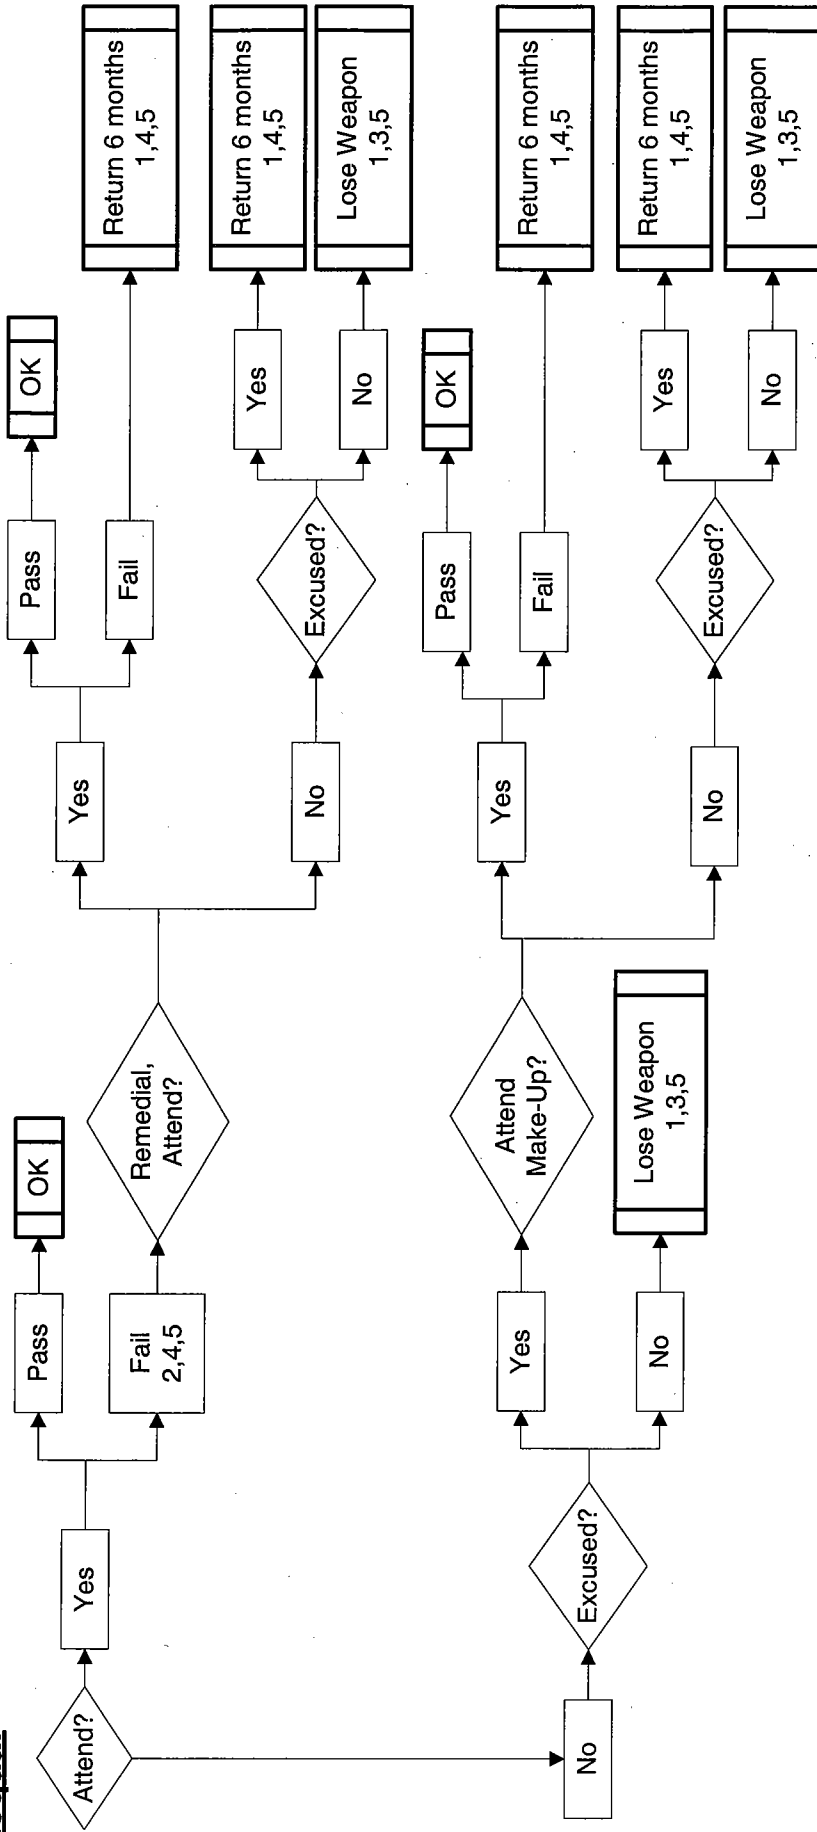 Attend?
Yes
Pass
OK
Fail
2,4,5
Remedial,
Attend?
Yes
Pass
OK
Fail
Return 6 months
1,4,5
No
Excused?
Yes
Return 6 months
1,4,5
No
Lose Weapon
1,3,5
No
Excused?
Yes
Attend
Make-Up?
Yes
Pass
OK
Fail
Return 6 months
1,4,5
No
Excused?
Yes
Return 6 months
1,4,5
No
Lose Weapon
1,3,5
No
Lose Weapon
1,3,5